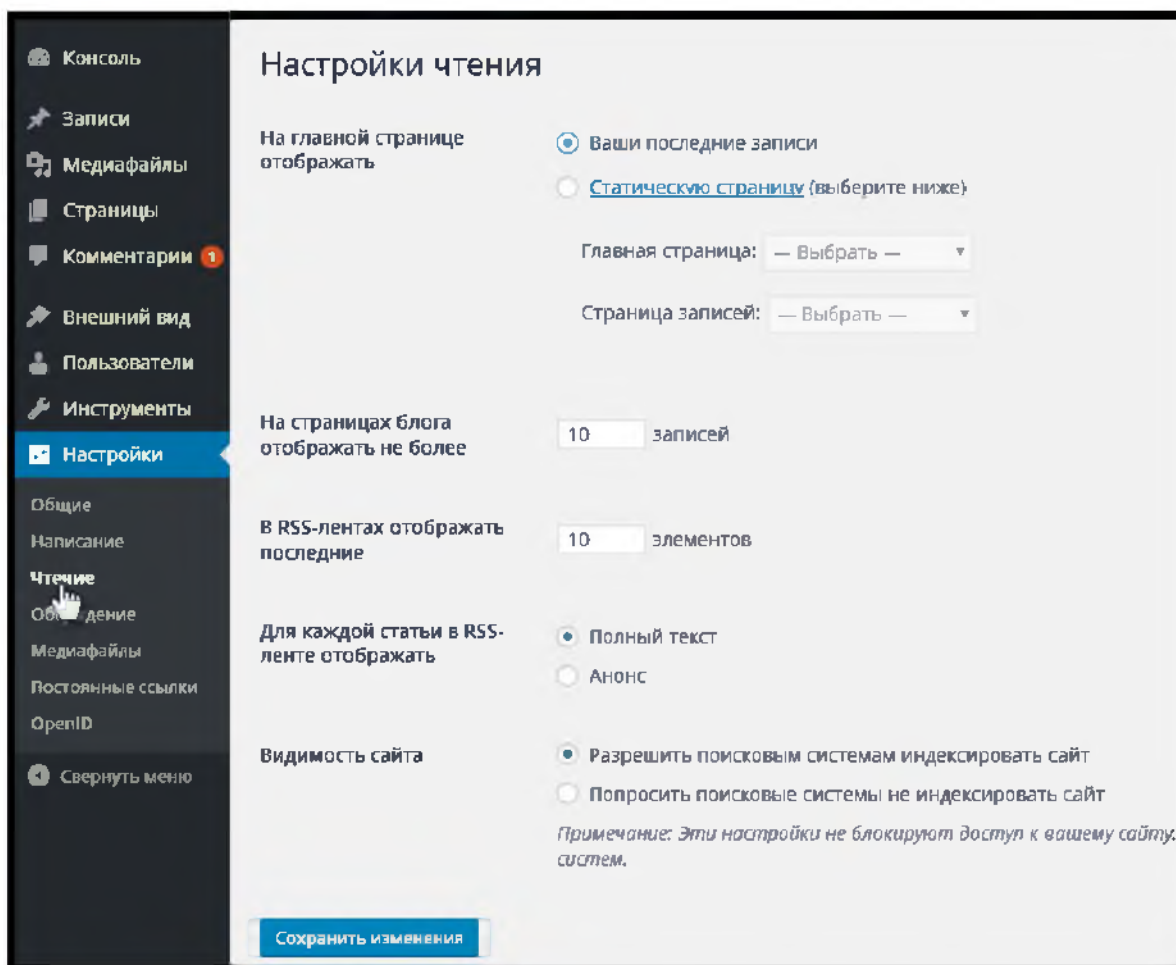 Консоль
Записи
Медиафайлы
Страницы
Комментарии 1
Внешний вид
Пользователи
Инструменты
Настройки
Общие
Написание
Чтение
Медиафайлы
Постоянные ссылки
OpenID
Свернуть меню
Настройки чтения
На главной странице
отображать
Ваши последние записи
Статическую страницу (выберите ниже)
Главная страница: — Выбрать —
Страница записей: — Выбрать —
На страницах блога
отображать не более
10 записей
В RSS-лентах отображать
последние
10 элементов
Для каждой статьи в RSS-
ленте отображать
Полный текст
Анонс
Видимость сайта
Разрешить поисковым системам индексировать сайт
Попросить поисковые системы не индексировать сайт
Примечание: Эти настройки не блокируют доступ к вашему сайту.
систем.
Сохранить изменения